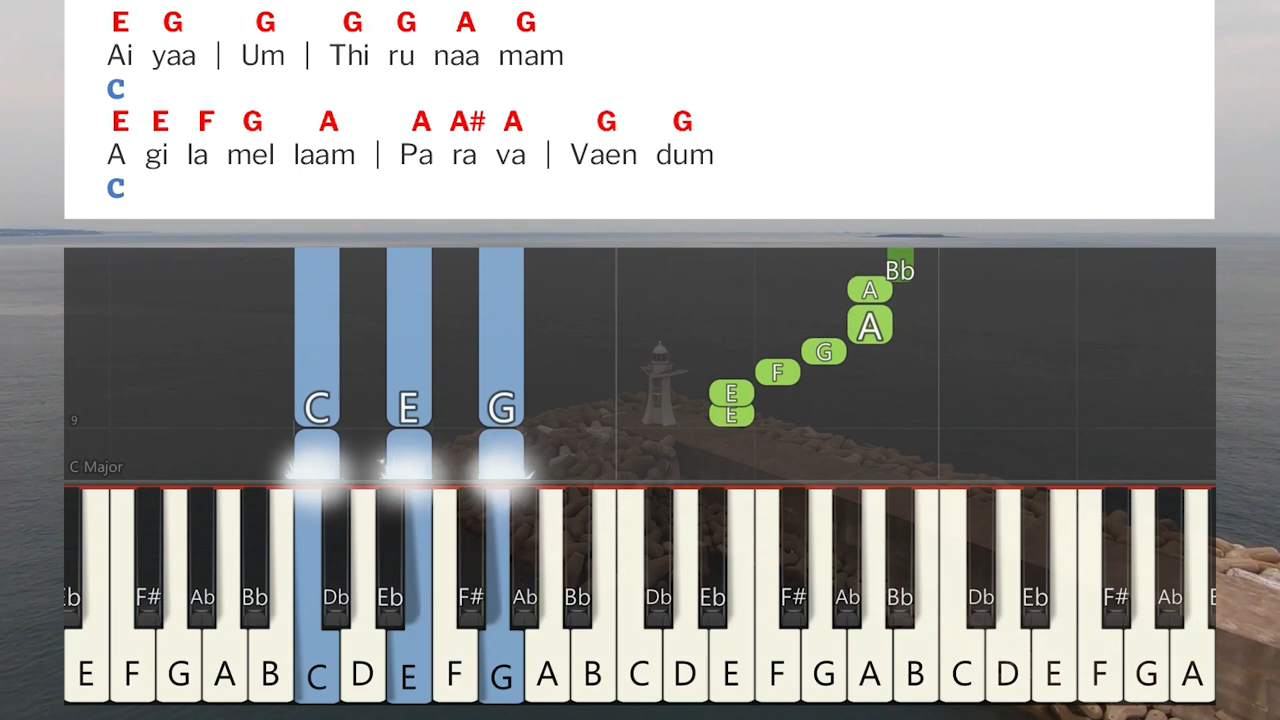 E G G G G A G
Ai yaa | Um | Thi ru naa mam
C
E E F G A A A# A G G
A gi la mel laam | Pa ra va | Vaen dum
C
Bb
A
A
G
F
E
E
C E G
9
C Major
F# Ab Bb Db Eb F# Ab Bb Db Eb F# Ab Bb Db Eb F# Ab
E F G A B C D E F G A B C D E F G A B C D E F G A